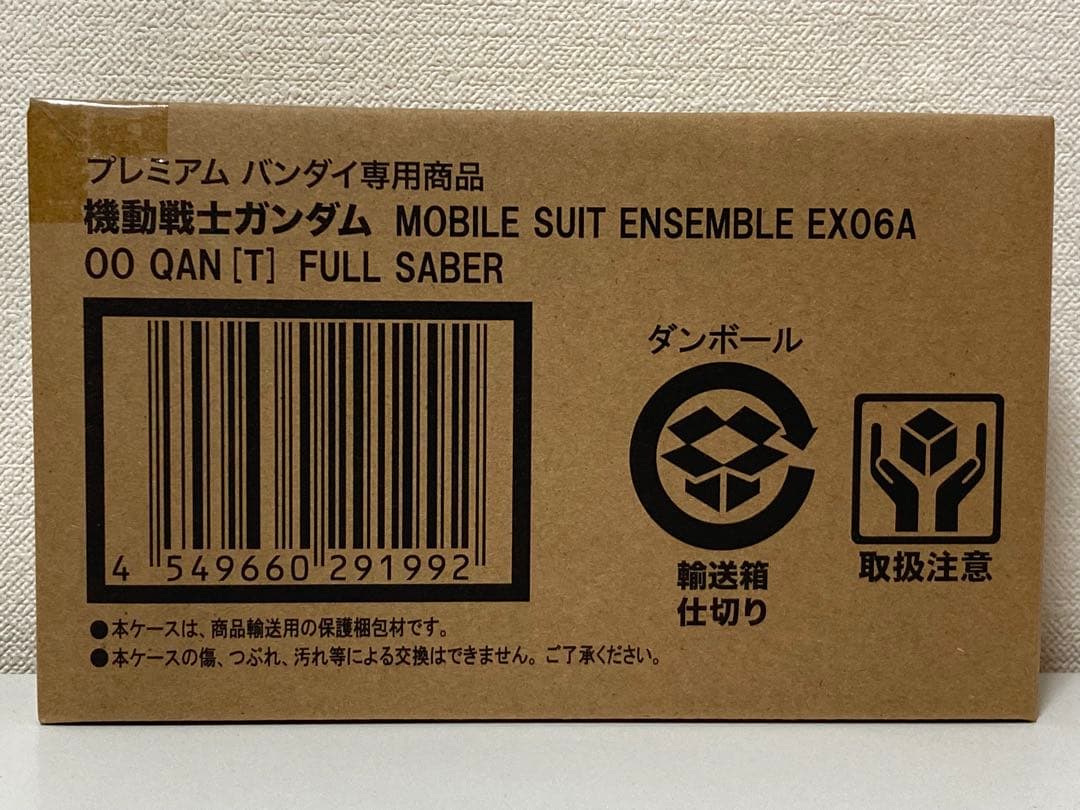 プレミアム バンダイ専用商品
機動戦士ガンダム MOBILE SUIT ENSEMBLE EX06A
00 QAN[T] FULL SABER
4 549660 291992
ダンボール
輸送箱
仕切り
取扱注意
●本ケースは、商品輸送用の保護梱包材です。
●本ケースの傷、つぶれ、汚れ等による交換はできません。ご了承ください。